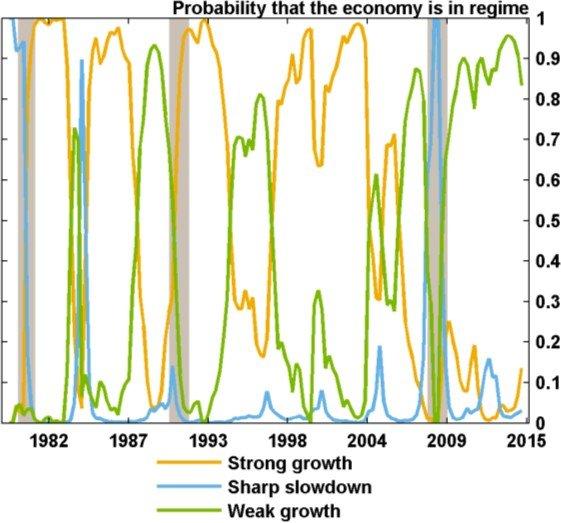 Probability that the economy is in regime
1
0.9
0.8
0.7
0.6
0.5
0.4
0.3
0.2
0.1
0
1982 1987 1993 1998 2004 2009 2015
Strong growth
Sharp slowdown
Weak growth